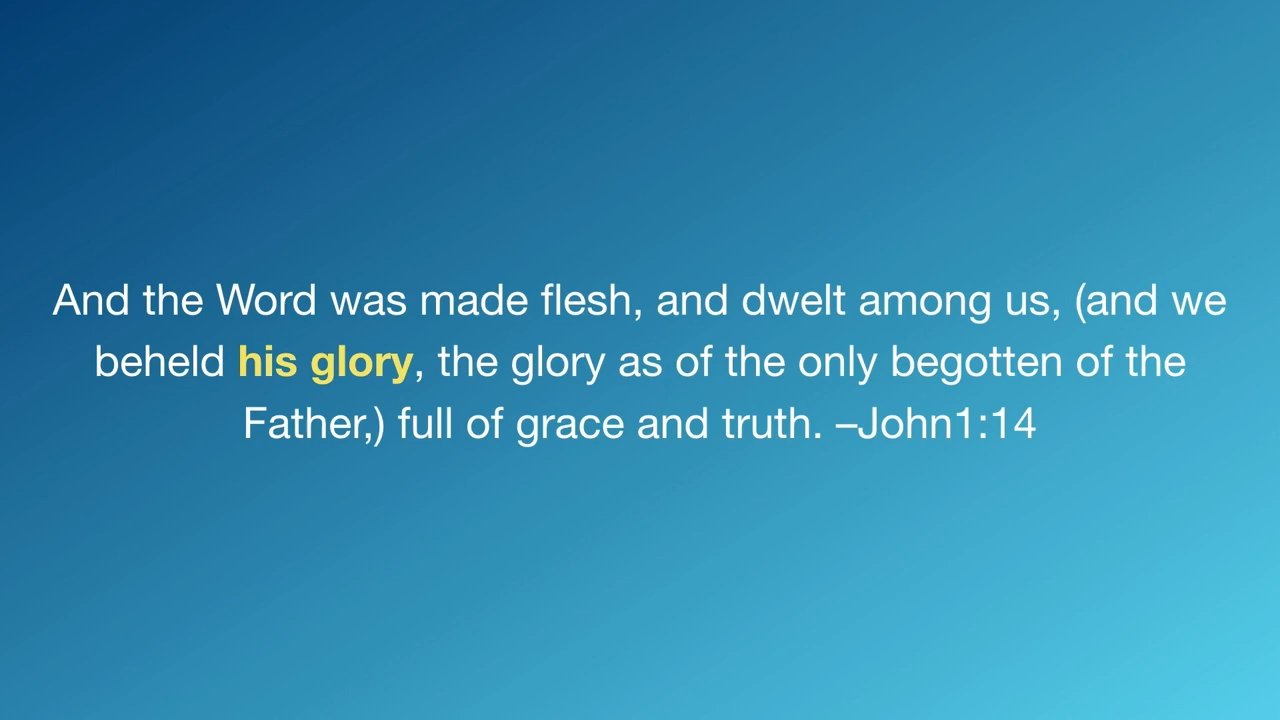 And the Word was made flesh, and dwelt among us, (and we
beheld his glory, the glory as of the only begotten of the
Father,) full of grace and truth. –John1:14